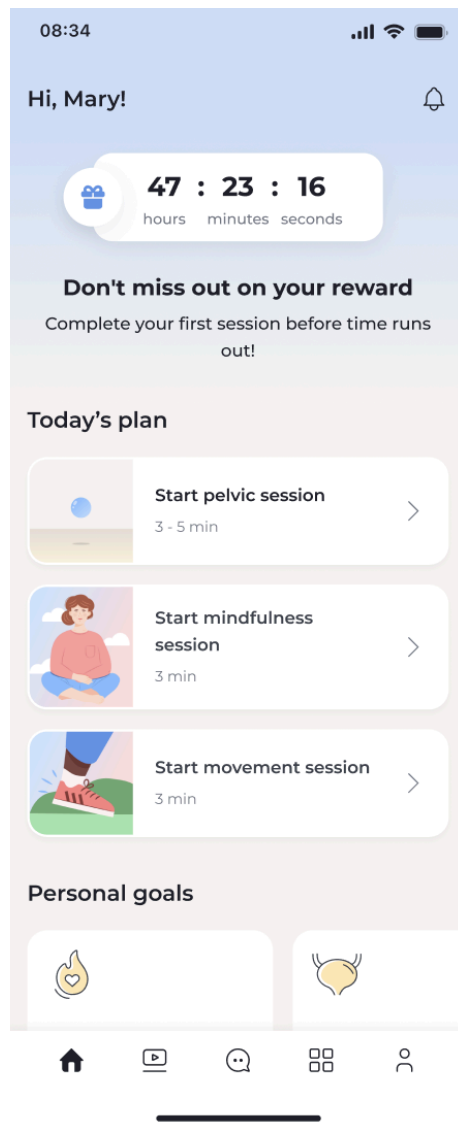 08:34
Hi, Mary!
47 : 23 : 16
hours minutes seconds
Don't miss out on your reward
Complete your first session before time runs
out!
Today’s plan
Start pelvic session
3 - 5 min
Start mindfulness
session
3 min
Start movement session
3 min
Personal goals